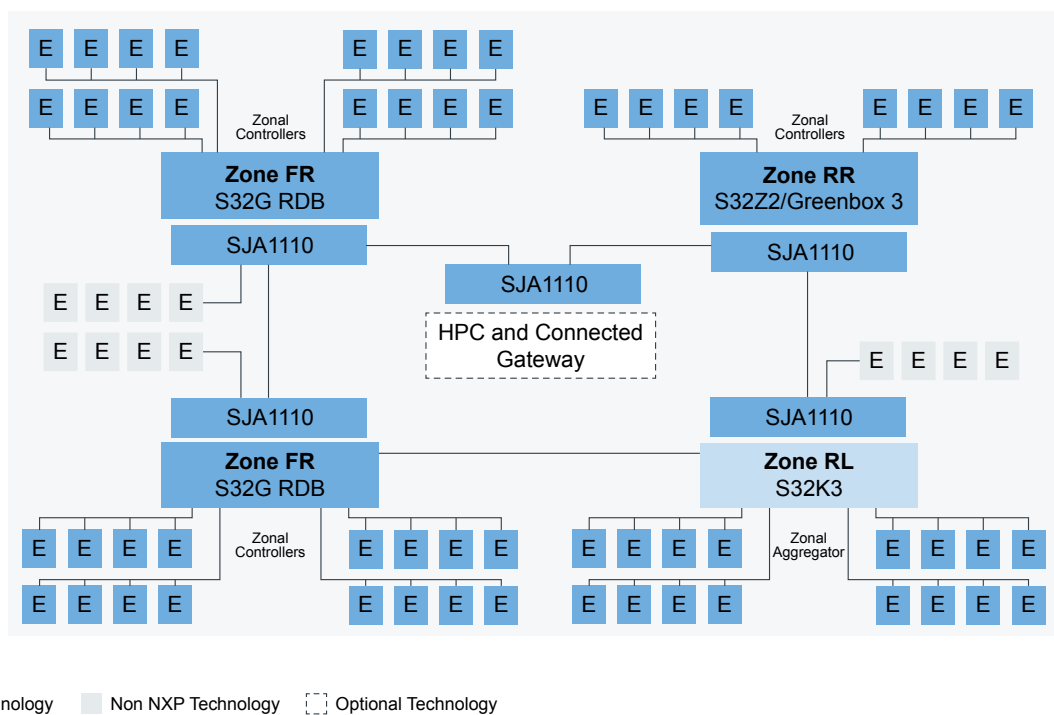 E E E E E E E E
E E E E E E E E
Zonal
Controllers
Zone FR
S32G RDB
SJA1110
E E E E E E E E
Zonal
Controllers
Zone RR
S32Z2/Greenbox 3
SJA1110
SJA1110
HPC and Connected
Gateway
E E E E
E E E E
E E E E
SJA1110
Zone FR
S32G RDB
Zonal
Controllers
E E E E E E E E
E E E E E E E E
SJA1110
Zone RL
S32K3
Zonal
Aggregator
E E E E E E E E
E E E E E E E E
Non NXP Technology
Optional Technology